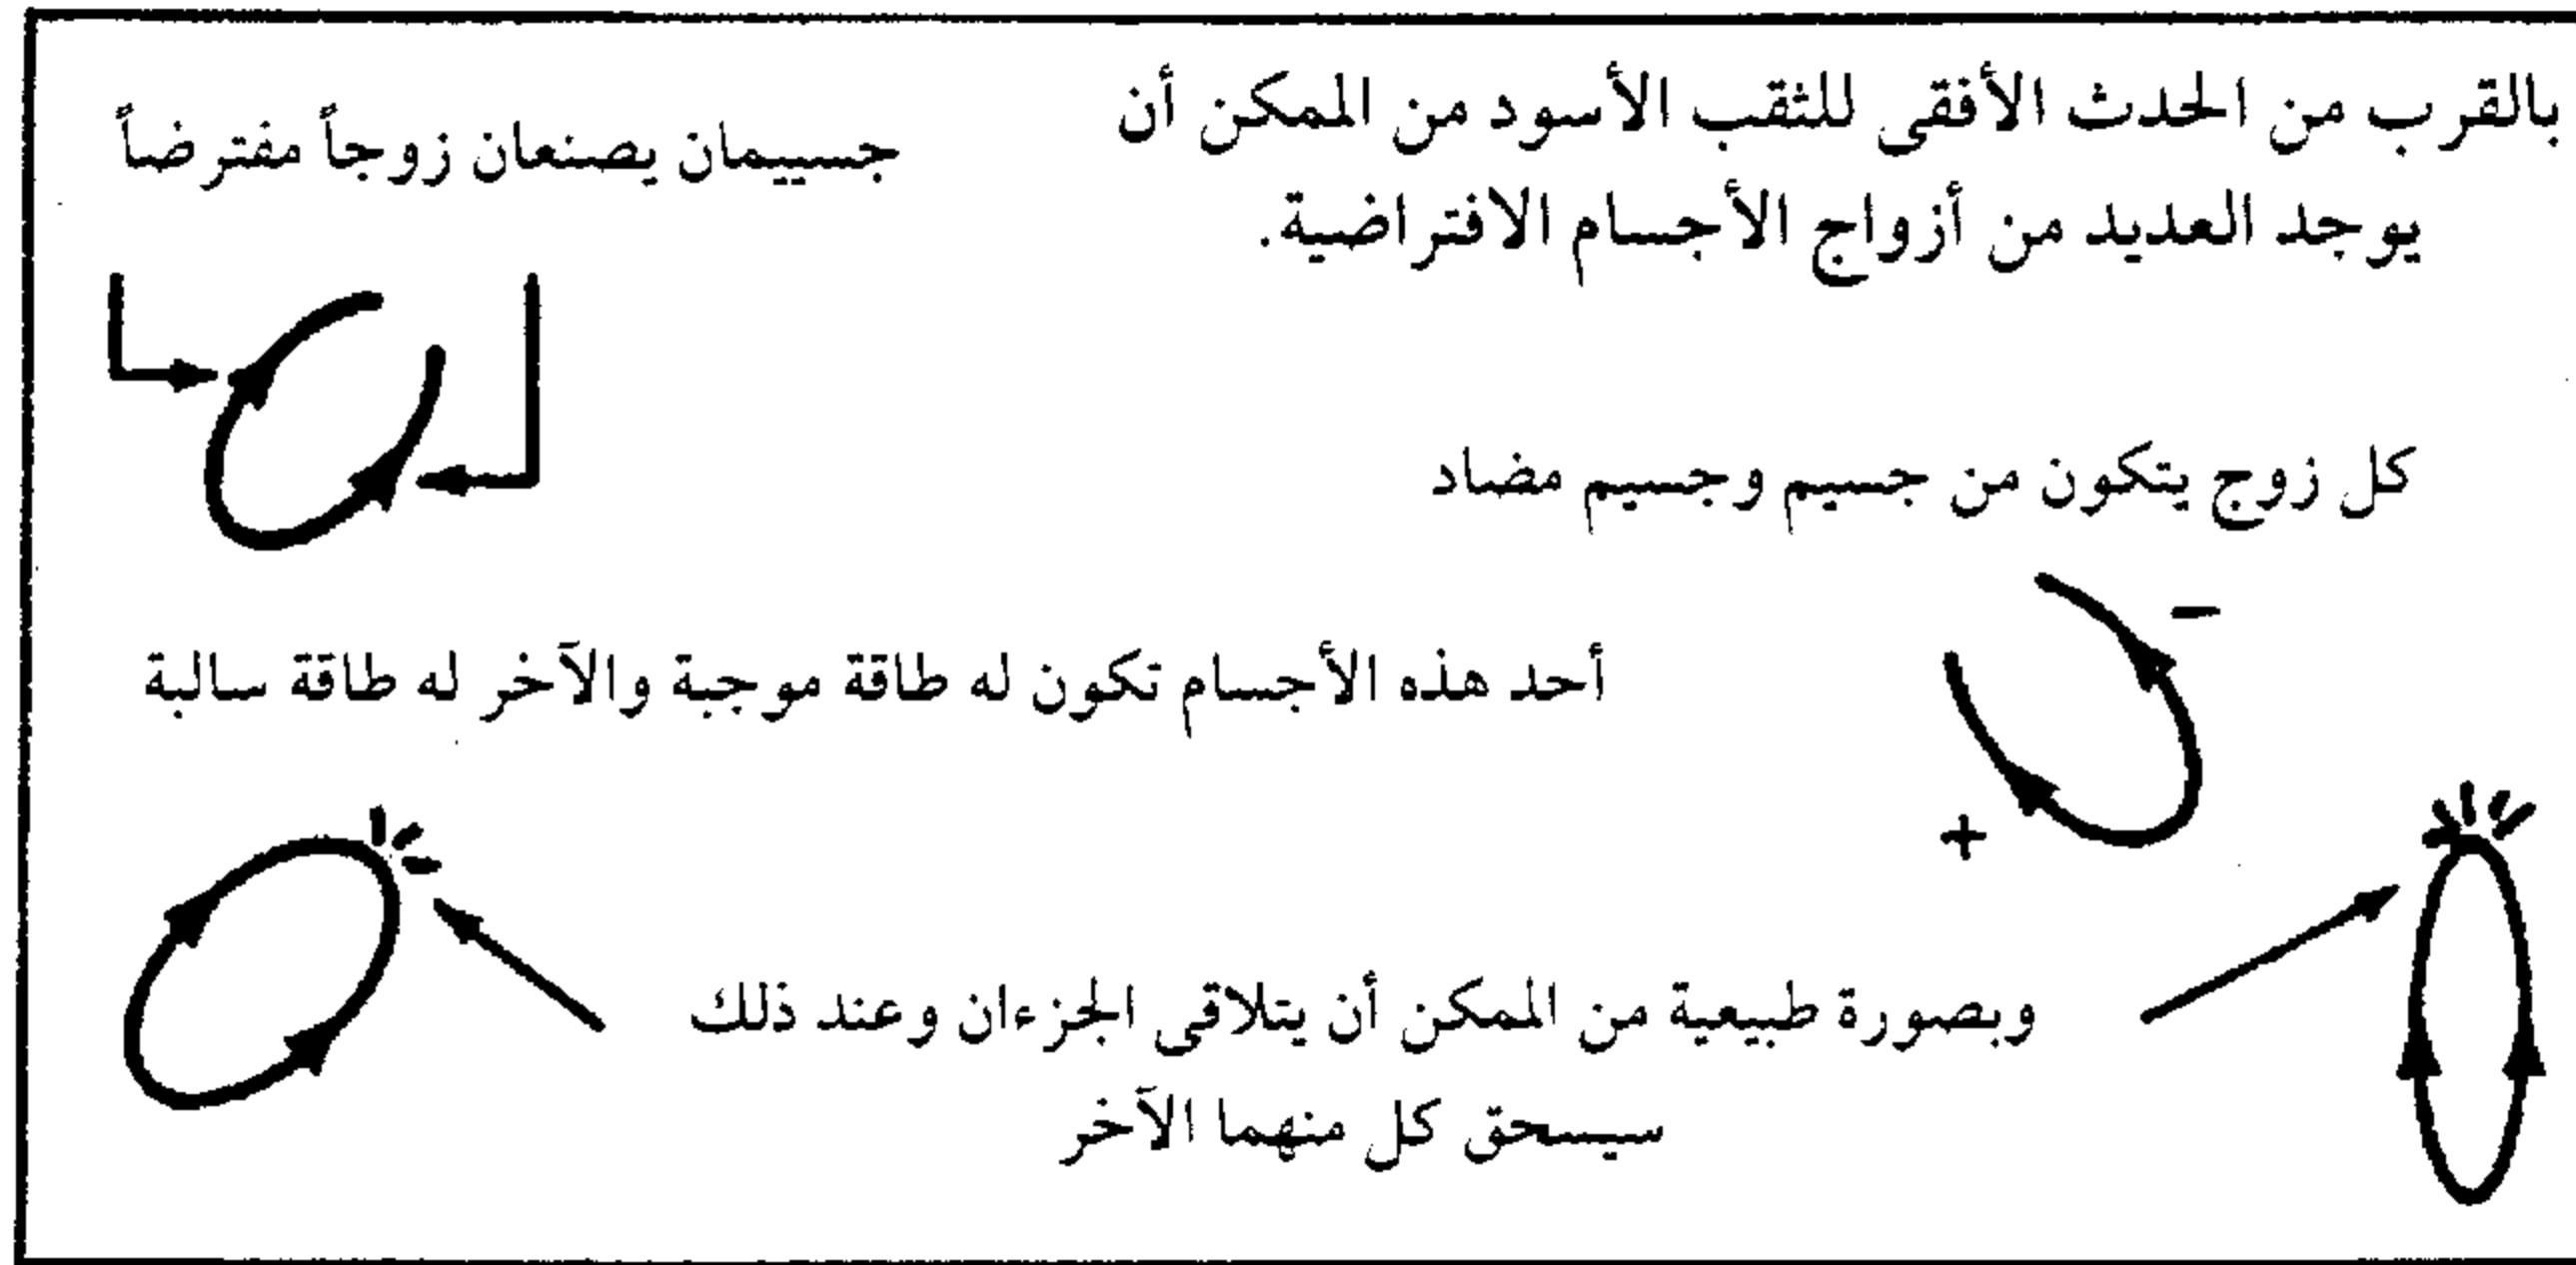 بالقرب من الحدث الأفقى للثقب الأسود من الممكن أن
يوجد العديد من أزواج الأجسام الافتراضية.
جسييمان يصنعان زوجاً مفترضاً
كل زوج يتكون من جسيم وجسيم مضاد
أحد هذه الأجسام تكون له طاقة موجبة والآخر له طاقة سالبة
−
+
وبصورة طبيعية من الممكن أن يتلاقى الجزءان وعند ذلك
سيسحق كل منهما الآخر